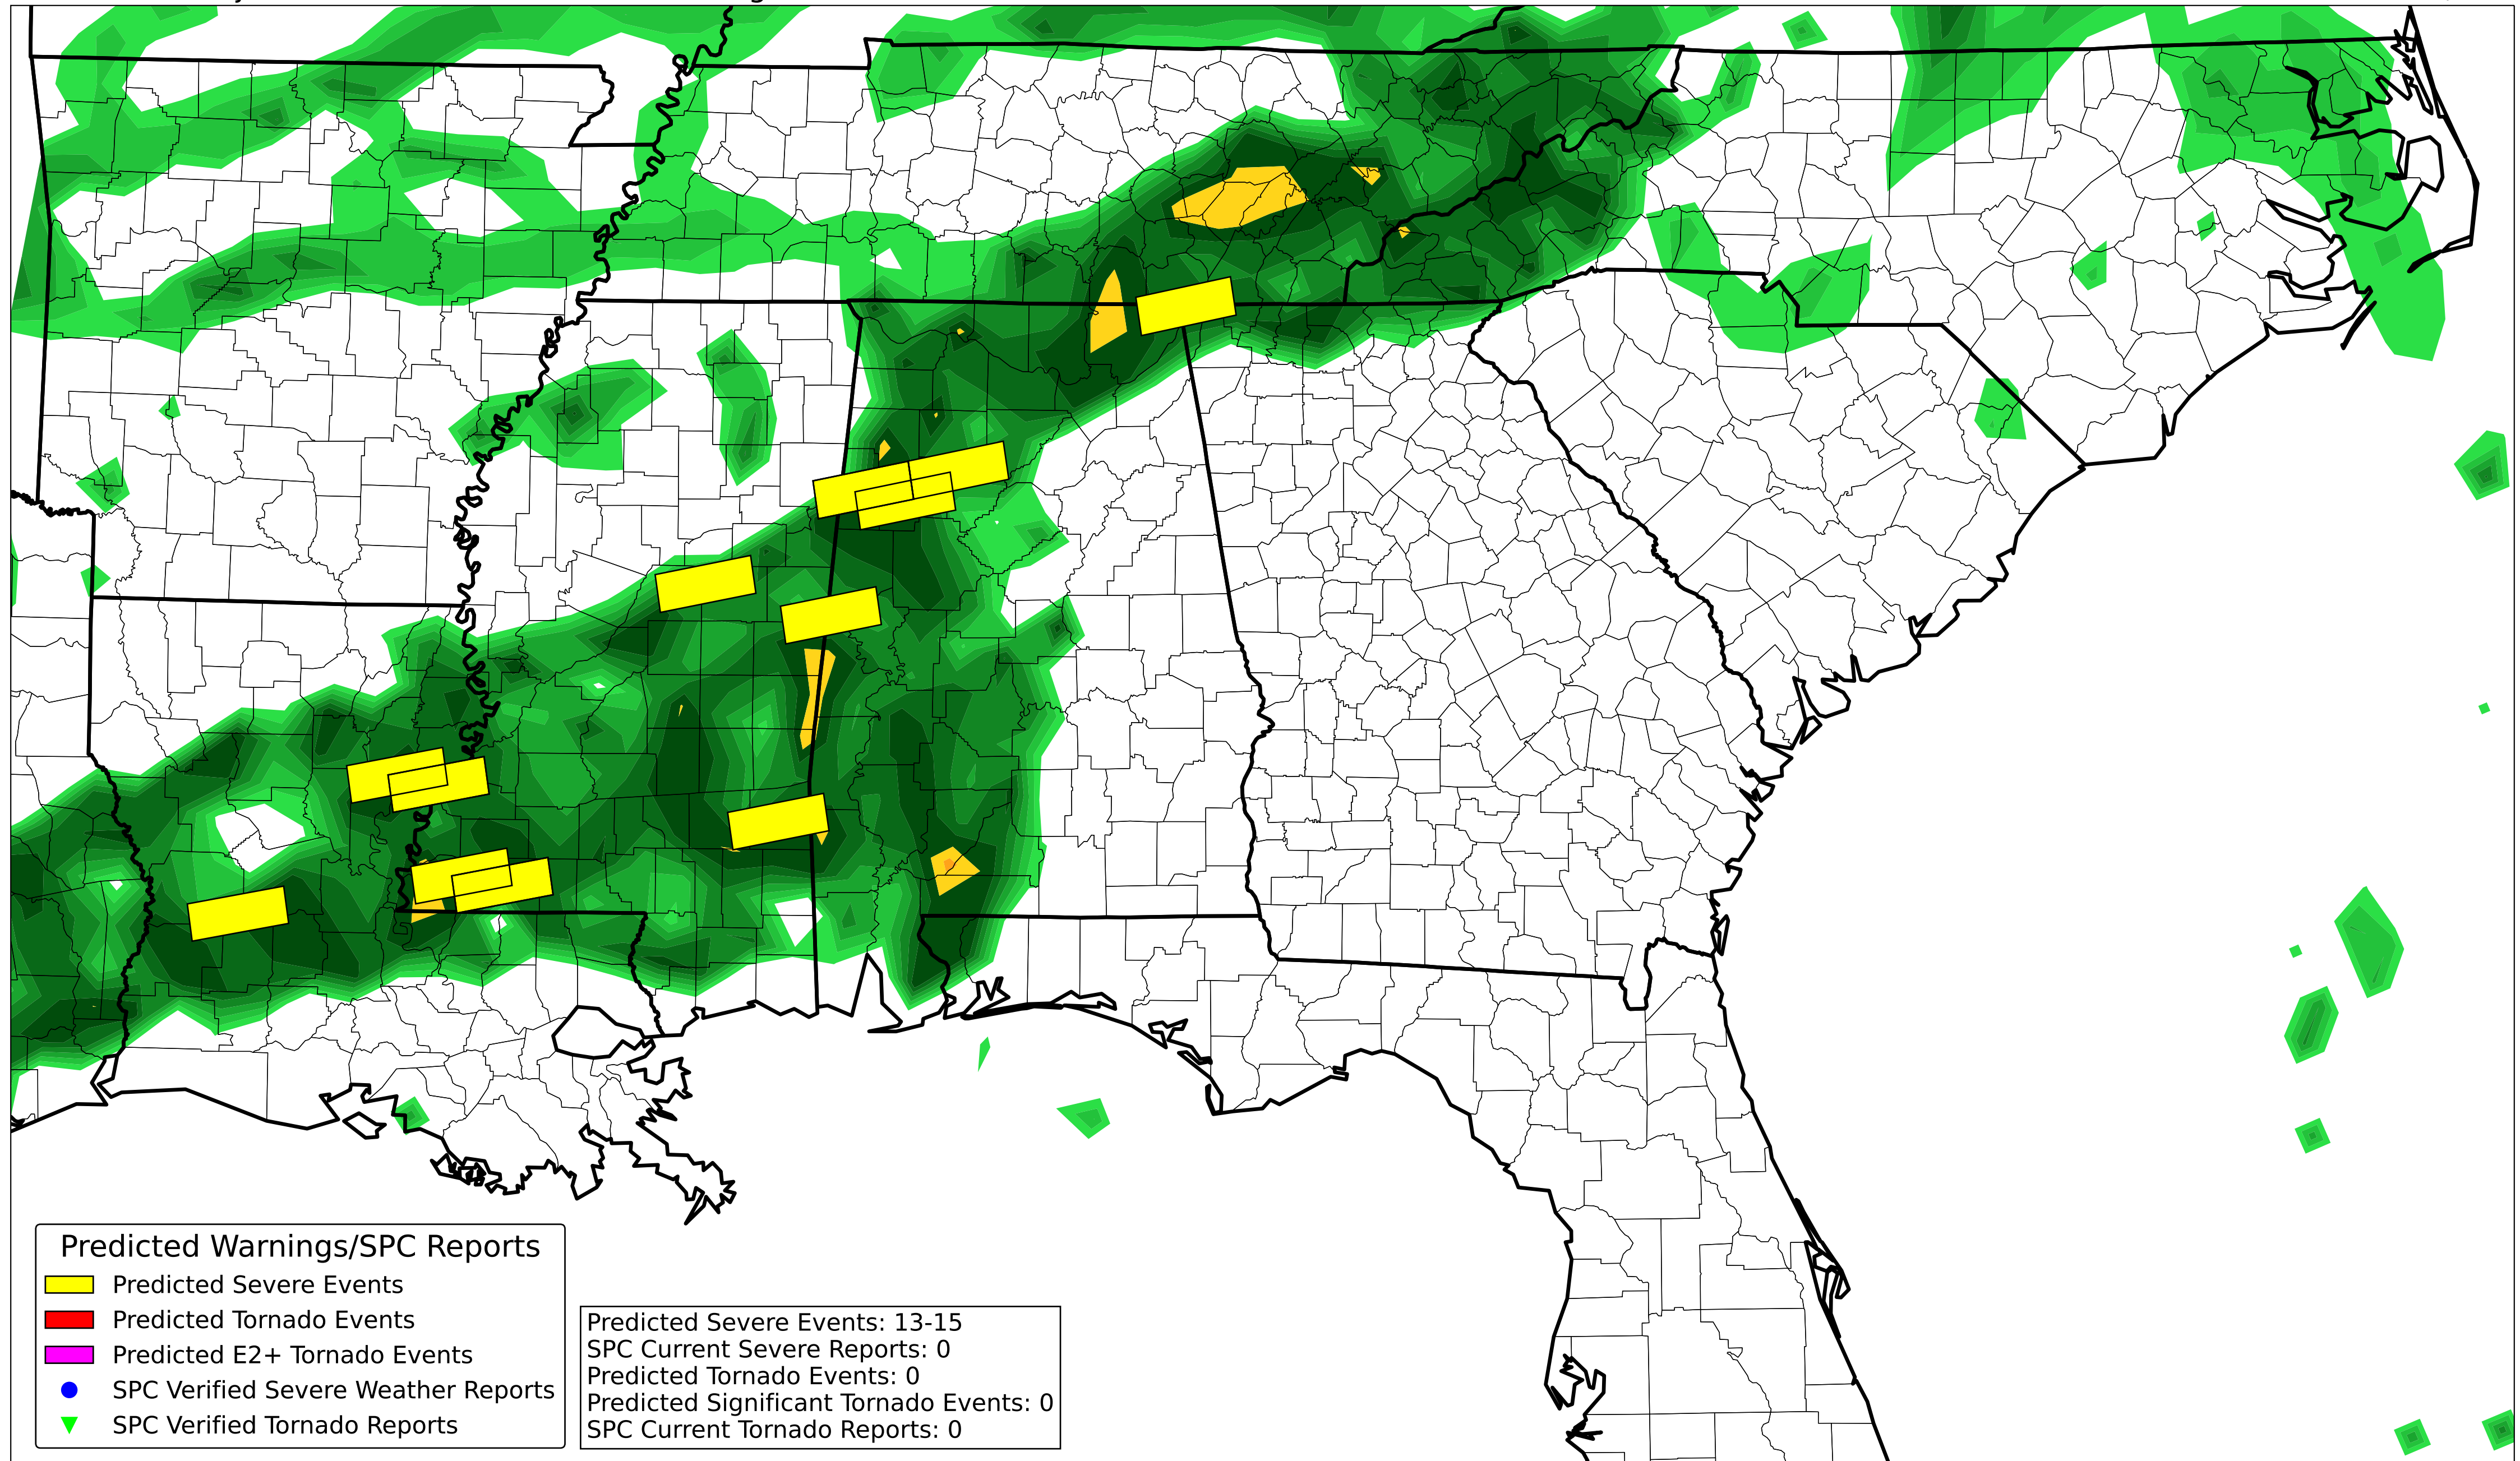 Predicted Warnings/SPC Reports
Predicted Severe Events
Predicted Tornado Events
Predicted E2+ Tornado Events
SPC Verified Severe Weather Reports
SPC Verified Tornado Reports
Predicted Severe Events: 13-15
SPC Current Severe Reports: 0
Predicted Tornado Events: 0
Predicted Significant Tornado Events: 0
SPC Current Tornado Reports: 0